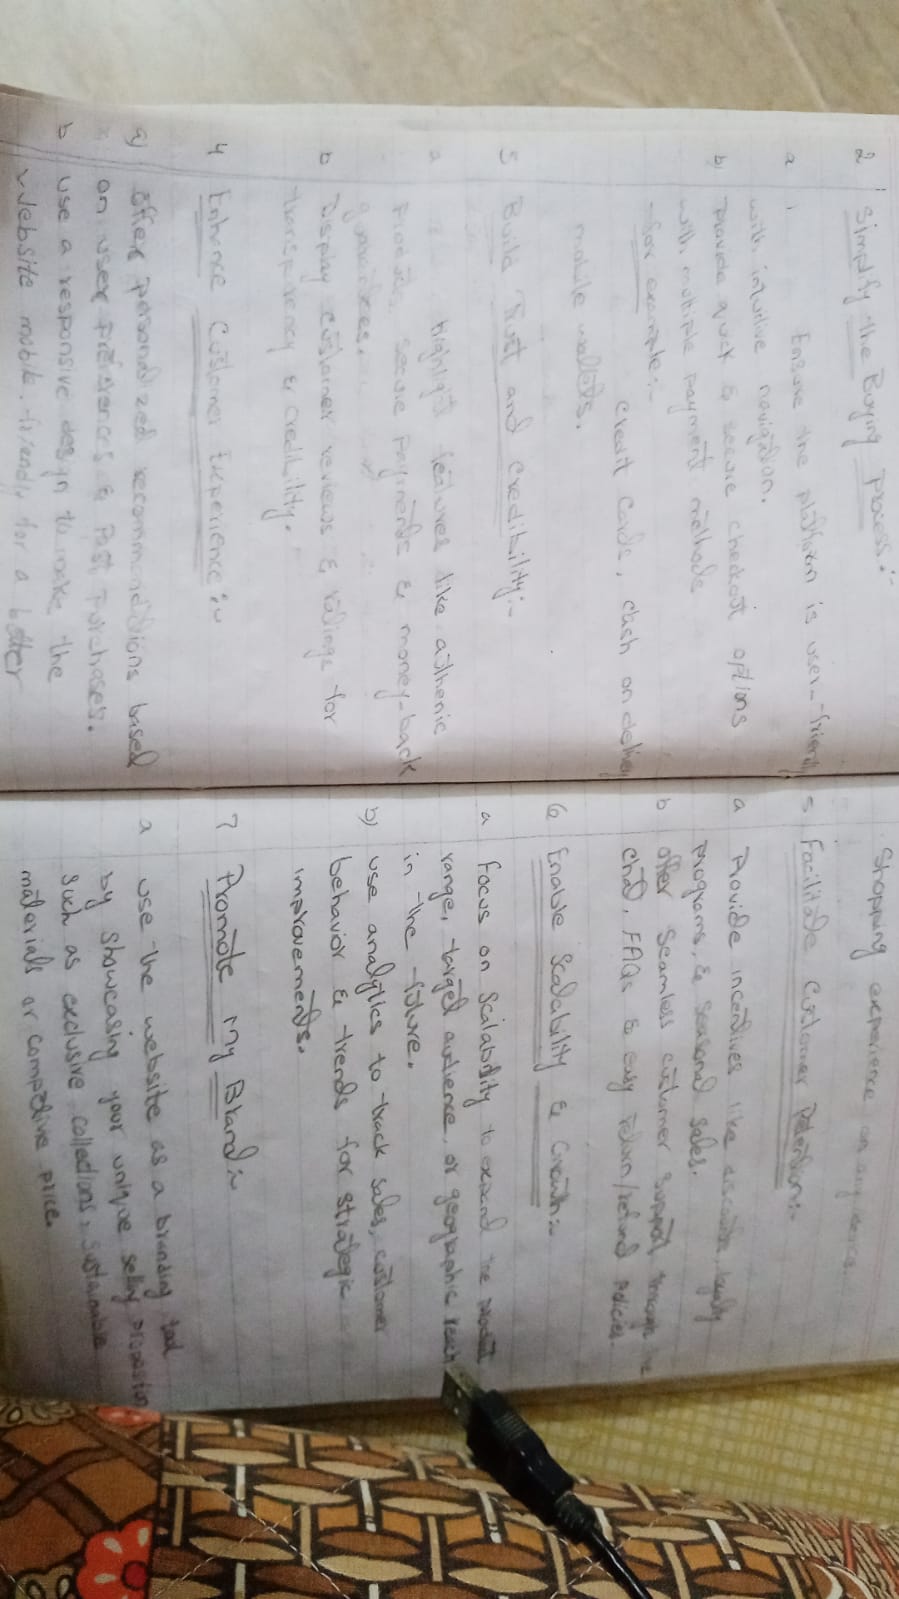 2 Simplify the Buying process:-
a Ensure the platform is user-friendly
with intuitive navigation.
b) Provide quick & secure checkout options
with multiple payment methods
for example:-
credit cards, cash on delivery
mobile wallets.
5 Build Trust and Credibility:-
a highlight features like authenic
secure payments & money-back
b Display customer reviews & ratings for
transparency & credibility.
4 Enhance Customer Experience:-
a) Offer personalized recommendations based
on user preferences & Past purchases.
b use a responsive design to make the
website mobile-friendly for a better
Shopping experience on any device.
5 Facilitate Customer Retention:-
a Provide incentives like discounts, loyalty
programs, & seasonal sales.
b offer Seamless customer support through the
chat, FAQs & easy return/refund policies.
6 Enable Scalability & Growth:-
a Focus on Scalability to expand the product
range, target audience, or geographic reach
in the future.
b) use analytics to track sales, customer
behavior & trends for strategic
improvements.
7 Promote my Brand:-
a use the website as a branding tool
by showcasing your unique selling proposition
such as exclusive collections, sustainable
materials or competive price.